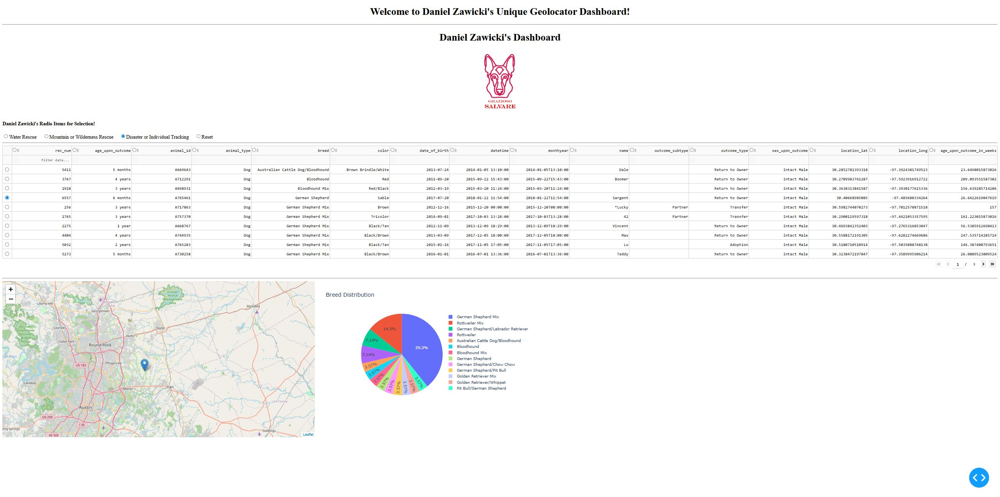 Welcome to Daniel Zawicki's Unique Geolocator Dashboard!
Daniel Zawicki's Dashboard
GRAZIOSO
SALVARE
Daniel Zawicki's Radio Items for Selection!
Water Rescue Mountain or Wilderness Rescue Disaster or Individual Tracking Reset
rec_num age_upon_outcome animal_id animal_type breed color date_of_birth datetime monthyear name outcome_subtype outcome_type sex_upon_outcome location_lat location_long age_upon_outcome_in_weeks
filter data...
5411 5 months A669643 Dog Australian Cattle Dog/Bloodhound Brown Brindle/White 2013-07-24 2014-01-05 13:10:00 2014-01-05T13:10:00 Dale Return to Owner Intact Male 30.2852781393318 -97.3924381749523 23.6498015873016
3767 4 years A712291 Dog Bloodhound Red 2011-09-20 2015-09-22 15:43:00 2015-09-22T15:43:00 Boomer Return to Owner Intact Male 30.2709983761287 -97.5923916912722 209.093551587302
1918 3 years A698931 Dog Bloodhound Mix Red/Black 2012-03-19 2015-03-20 11:24:00 2015-03-20T11:24:00 Return to Owner Intact Male 30.3638313841587 -97.3930177615336 156.639285714286
6557 6 months A765461 Dog German Shepherd Sable 2017-07-20 2018-01-22 11:54:00 2018-01-22T11:54:00 Sargent Return to Owner Intact Male 30.40668985085 -97.485680334264 26.6422619047619
256 3 years A717863 Dog German Shepherd Mix Brown 2012-12-16 2015-12-20 00:00:00 2015-12-20T00:00:00 *Lucky Partner Transfer Intact Male 30.5982744070273 -97.7012578871518 157
1765 3 years A757370 Dog German Shepherd Mix Tricolor 2014-09-01 2017-10-03 13:28:00 2017-10-03T13:28:00 42 Partner Transfer Intact Male 30.2900119597318 -97.4421053357595 161.223015873016
2275 1 year A668767 Dog German Shepherd Mix Black/Tan 2012-11-09 2013-12-09 18:29:00 2013-12-09T18:29:00 Vincent Return to Owner Intact Male 30.4693842352403 -97.2765316853847 56.5385912698413
4404 4 years A744935 Dog German Shepherd Mix Black/Brown 2013-03-09 2017-12-05 18:00:00 2017-12-05T18:00:00 Max Return to Owner Intact Male 30.5588172191305 -97.6282274669686 247.535714285714
5032 2 years A765283 Dog German Shepherd Mix Black/Tan 2015-01-16 2017-11-05 17:05:00 2017-11-05T17:05:00 Lu Adoption Intact Male 30.5180710510914 -97.5035088748138 146.387400793651
5273 5 months A730258 Dog German Shepherd Mix Black/Brown 2016-01-01 2016-07-01 13:36:00 2016-07-01T13:36:00 Teddy Return to Owner Intact Male 30.3238472197847 -97.3589995906214 26.0809523809524
1 / 3
+
−
Granger
Wildlife
Management
Area
Liberty Hill
Williamson
County
Rockdale
Georgetown
Balcones
Canyonlands
National
Wildlife
Refuge
Leander
Taylor
Hutto
Cedar Park
Round Rock
Lake Travis
US 183
Pflugerville
Lakeway
Travis County
Manor
Elgin
Lee County
Austin
US 290
I 35
ping Springs
45 Toll
Giddings
Leaflet
Breed Distribution
39.3%
14.3%
7.14%
7.14%
3.57%
3.57%
3.57%
3.57%
3.57%
3.57%
3.57%
3.57%
3.57%
German Shepherd Mix
Rottweiler Mix
German Shepherd/Labrador Retriever
Rottweiler
Australian Cattle Dog/Bloodhound
Bloodhound
Bloodhound Mix
German Shepherd
German Shepherd/Chow Chow
German Shepherd/Pit Bull
Golden Retriever Mix
Golden Retriever/Whippet
Pit Bull/German Shepherd